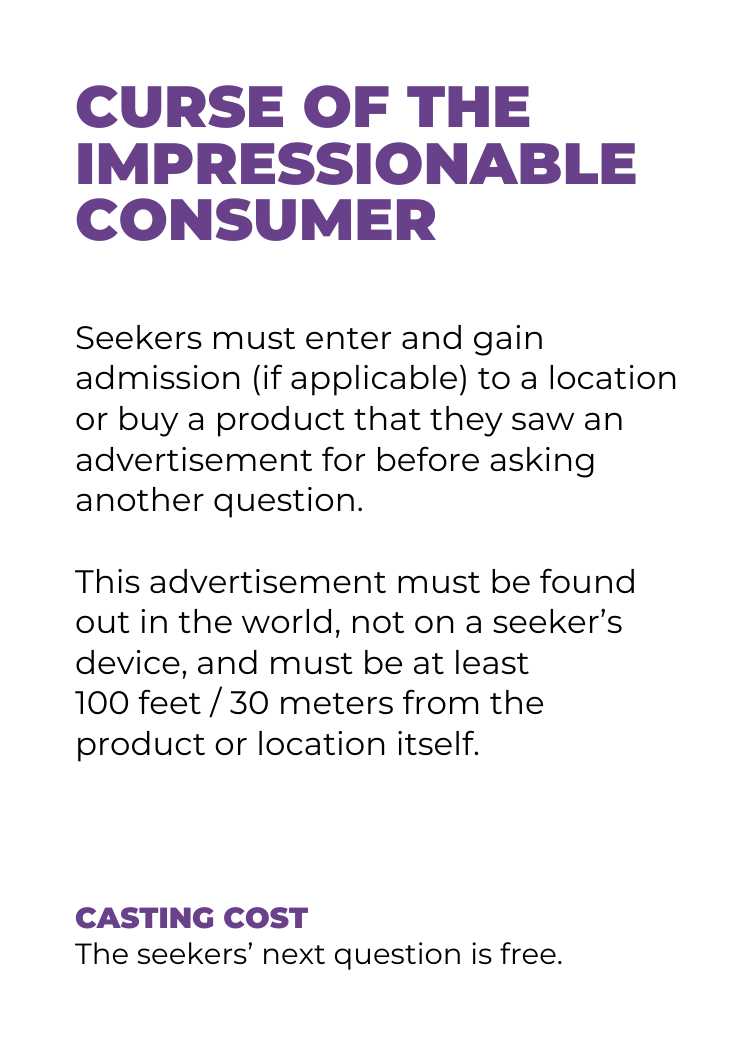 CURSE OF THE
IMPRESSIONABLE
CONSUMER
Seekers must enter and gain
admission (if applicable) to a location
or buy a product that they saw an
advertisement for before asking
another question.
This advertisement must be found
out in the world, not on a seeker’s
device, and must be at least
100 feet / 30 meters from the
product or location itself.
CASTING COST
The seekers’ next question is free.